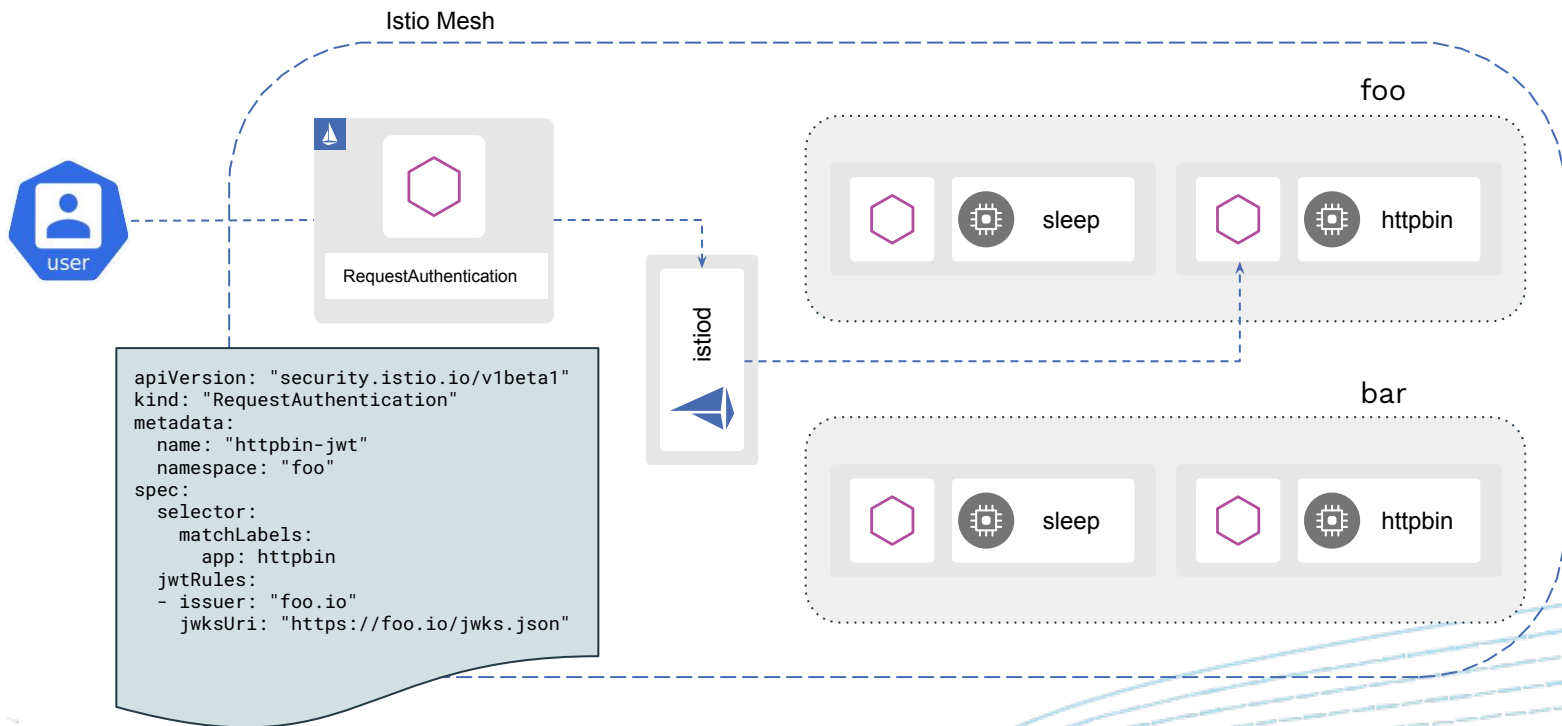 Istio Mesh
foo
user
RequestAuthentication
sleep
httpbin
istiod
apiVersion: "security.istio.io/v1beta1"
kind: "RequestAuthentication"
metadata:
  name: "httpbin-jwt"
  namespace: "foo"
spec:
  selector:
    matchLabels:
      app: httpbin
  jwtRules:
  - issuer: "foo.io"
    jwksUri: "https://foo.io/jwks.json"
bar
sleep
httpbin